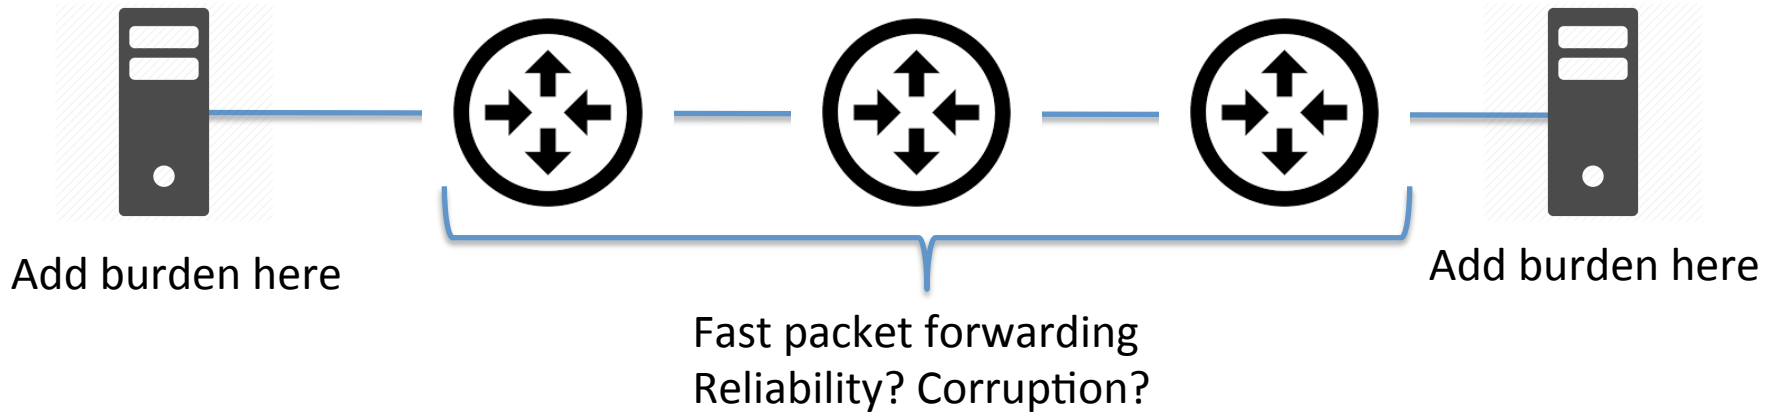 Add burden here
Add burden here
Fast packet forwarding
Reliability? Corruption?